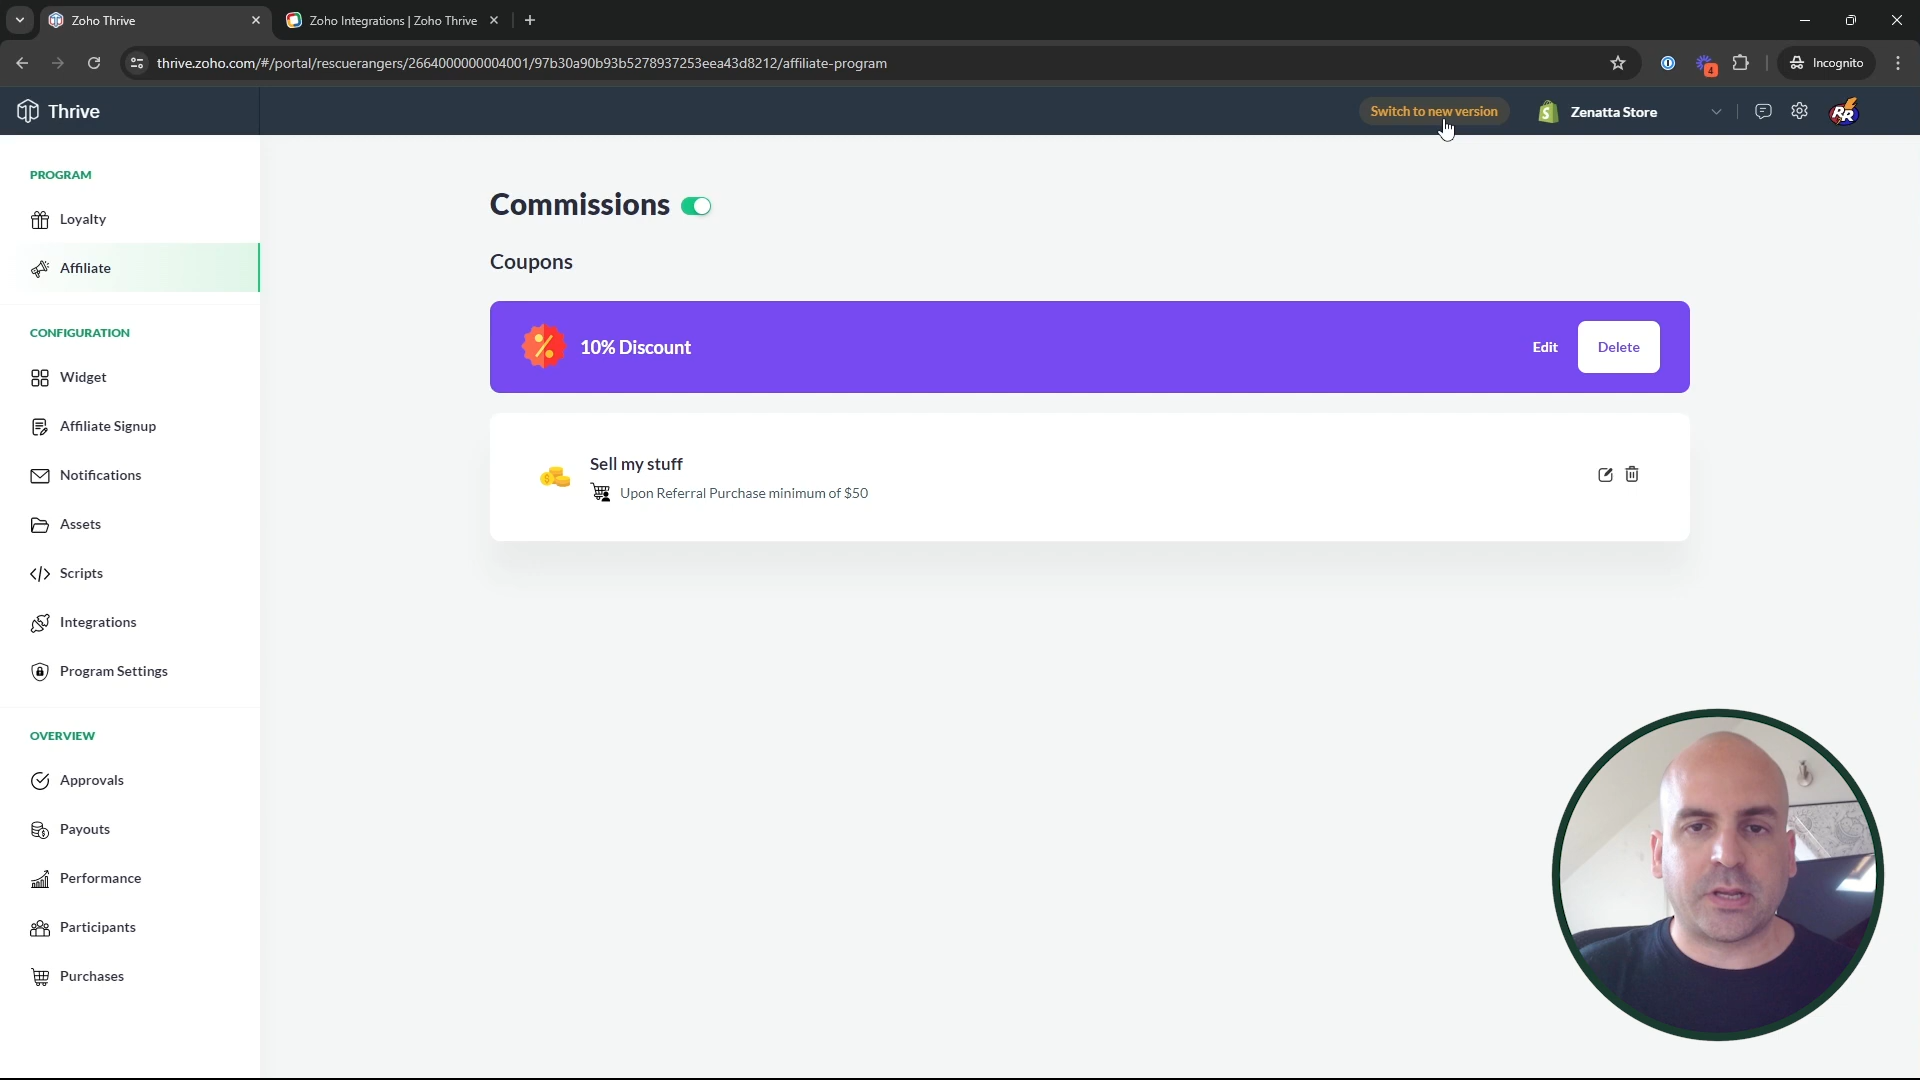 Zoho Thrive
Zoho Integrations | Zoho Thrive
thrive.zoho.com/#/portal/rescuerangers/2664000000004001/97b30a90b93b5278937253eea43d8212/affiliate-program
4
Incognito
Thrive
Switch to new version
Zenatta Store
RR
PROGRAM
Loyalty
Affiliate
CONFIGURATION
Widget
Affiliate Signup
Notifications
Assets
Scripts
Integrations
Program Settings
OVERVIEW
Approvals
Payouts
Performance
Participants
Purchases
Commissions
Coupons
10% Discount
Edit
Delete
Sell my stuff
Upon Referral Purchase minimum of $50